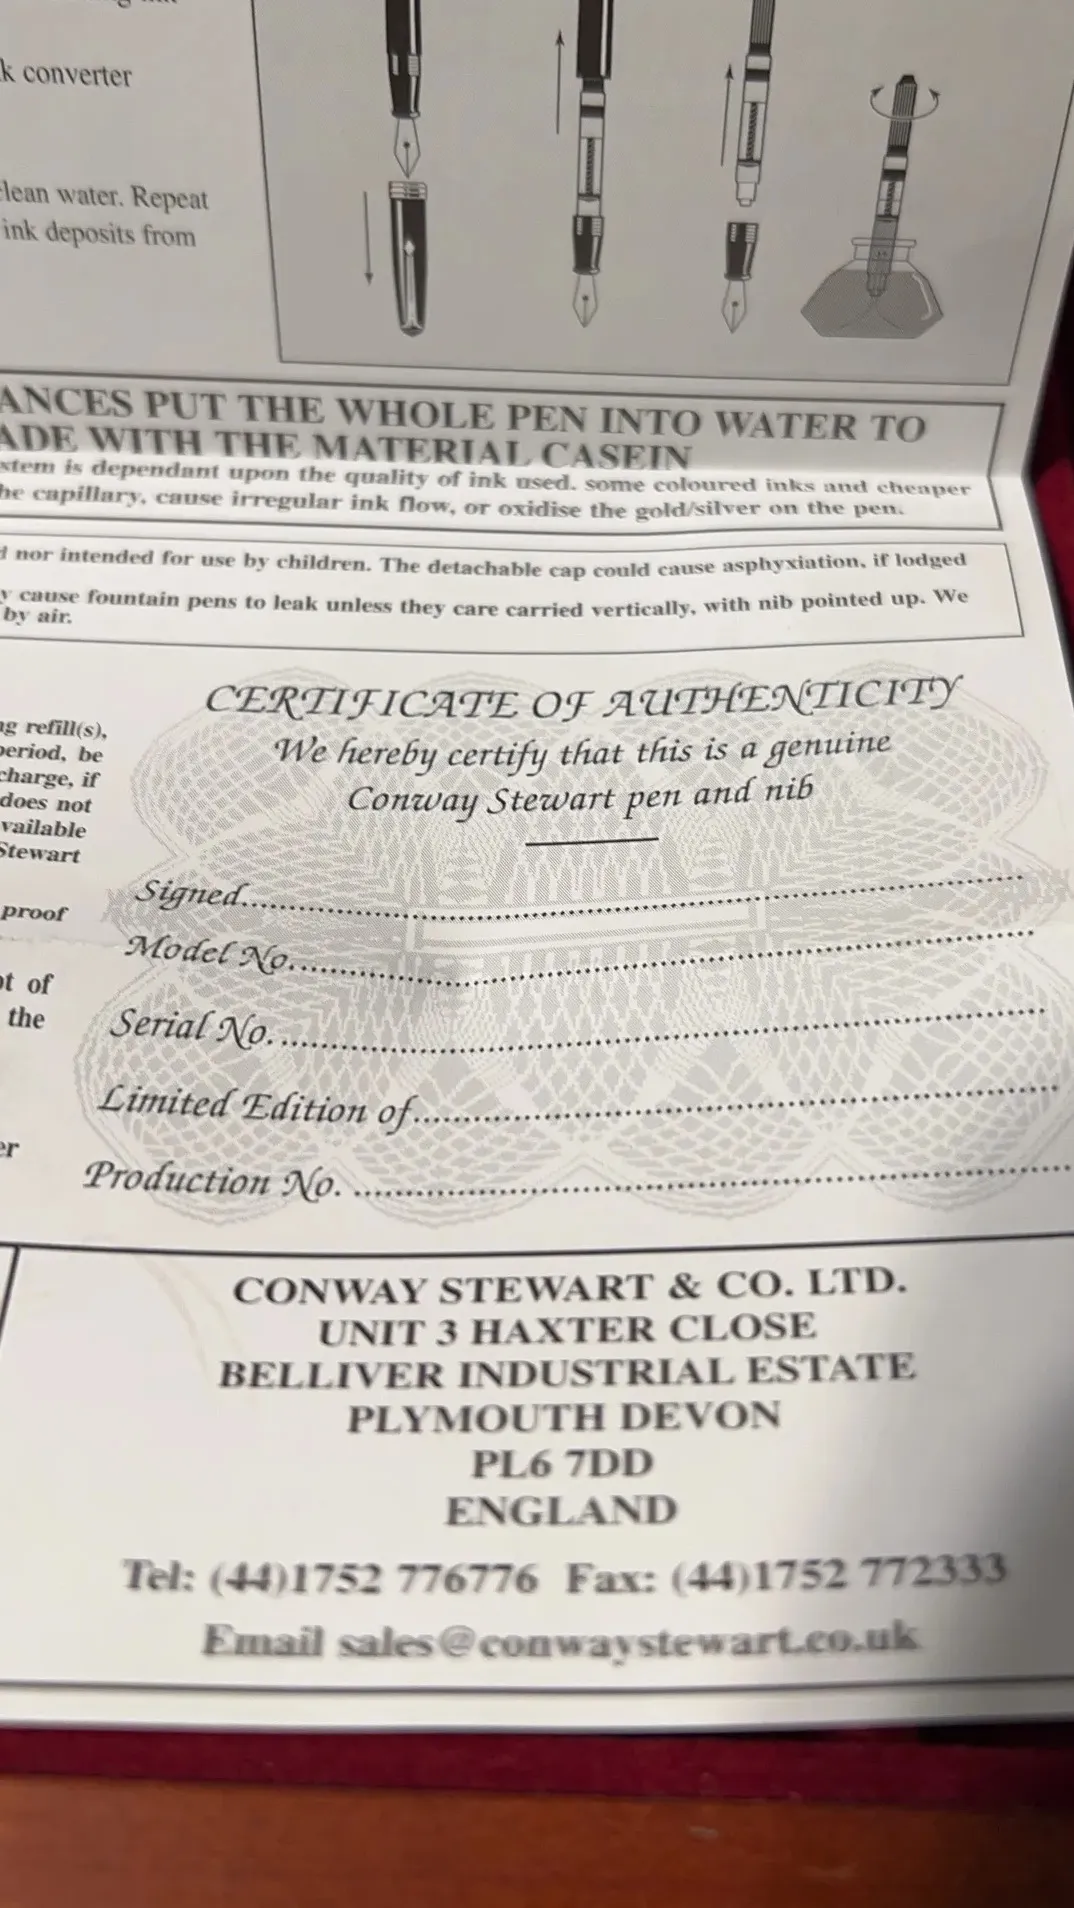 k converter
clean water. Repeat
ink deposits from
ANCES PUT THE WHOLE PEN INTO WATER TO
ADE WITH THE MATERIAL CASEIN
stem is dependant upon the quality of ink used. some coloured inks and cheaper
he capillary, cause irregular ink flow, or oxidise the gold/silver on the pen.
d nor intended for use by children. The detachable cap could cause asphyxiation, if lodged
y cause fountain pens to leak unless they care carried vertically, with nib pointed up. We
by air.
ng refill(s),
period, be
charge, if
does not
vailable
Stewart
proof
ot of
the
er
CERTIFICATE OF AUTHENTICITY
We hereby certify that this is a genuine
Conway Stewart pen and nib
Signed
Model No.
Serial No.
Limited Edition of
Production No.
CONWAY STEWART & CO. LTD.
UNIT 3 HAXTER CLOSE
BELLIVER INDUSTRIAL ESTATE
PLYMOUTH DEVON
PL6 7DD
ENGLAND
Tel: (44)1752 776776 Fax: (44)1752 772333
Email sales@conwaystewart.co.uk